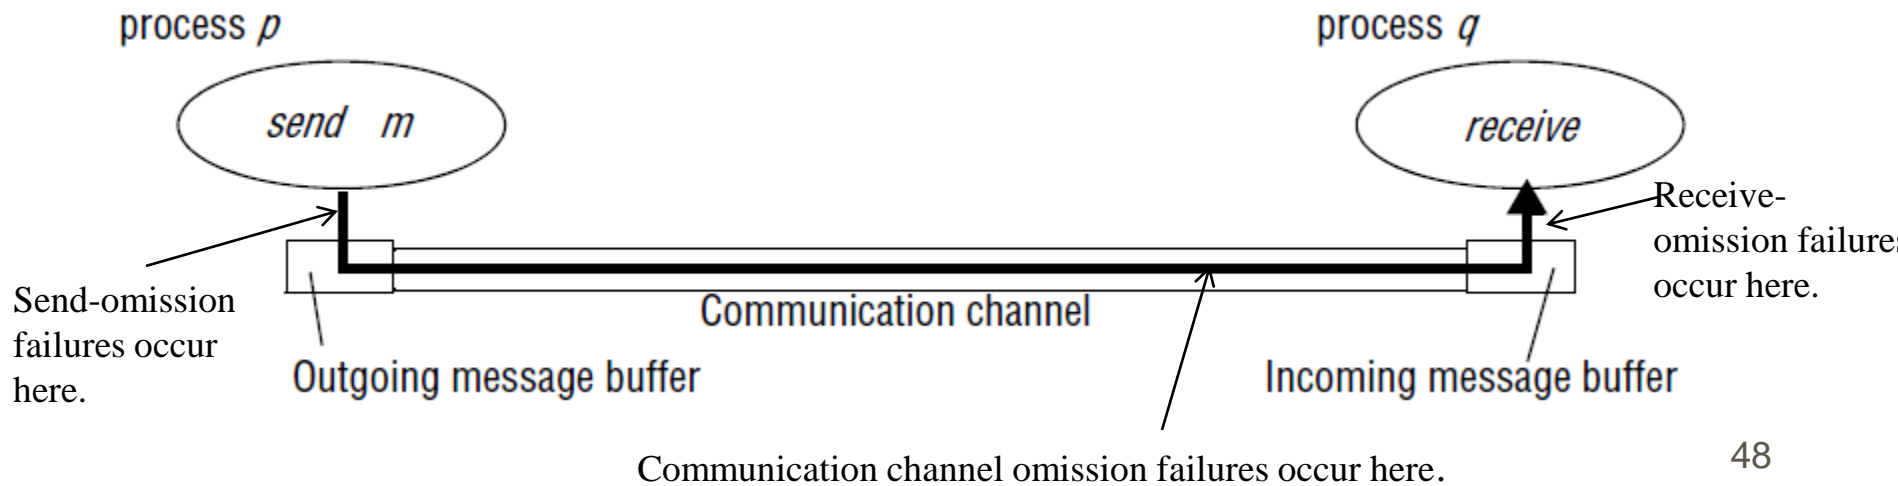 process p
process q
send m
receive
Send-omission
failures occur
here.
Receive-
omission failures
occur here.
Communication channel
Outgoing message buffer
Incoming message buffer
Communication channel omission failures occur here.
48